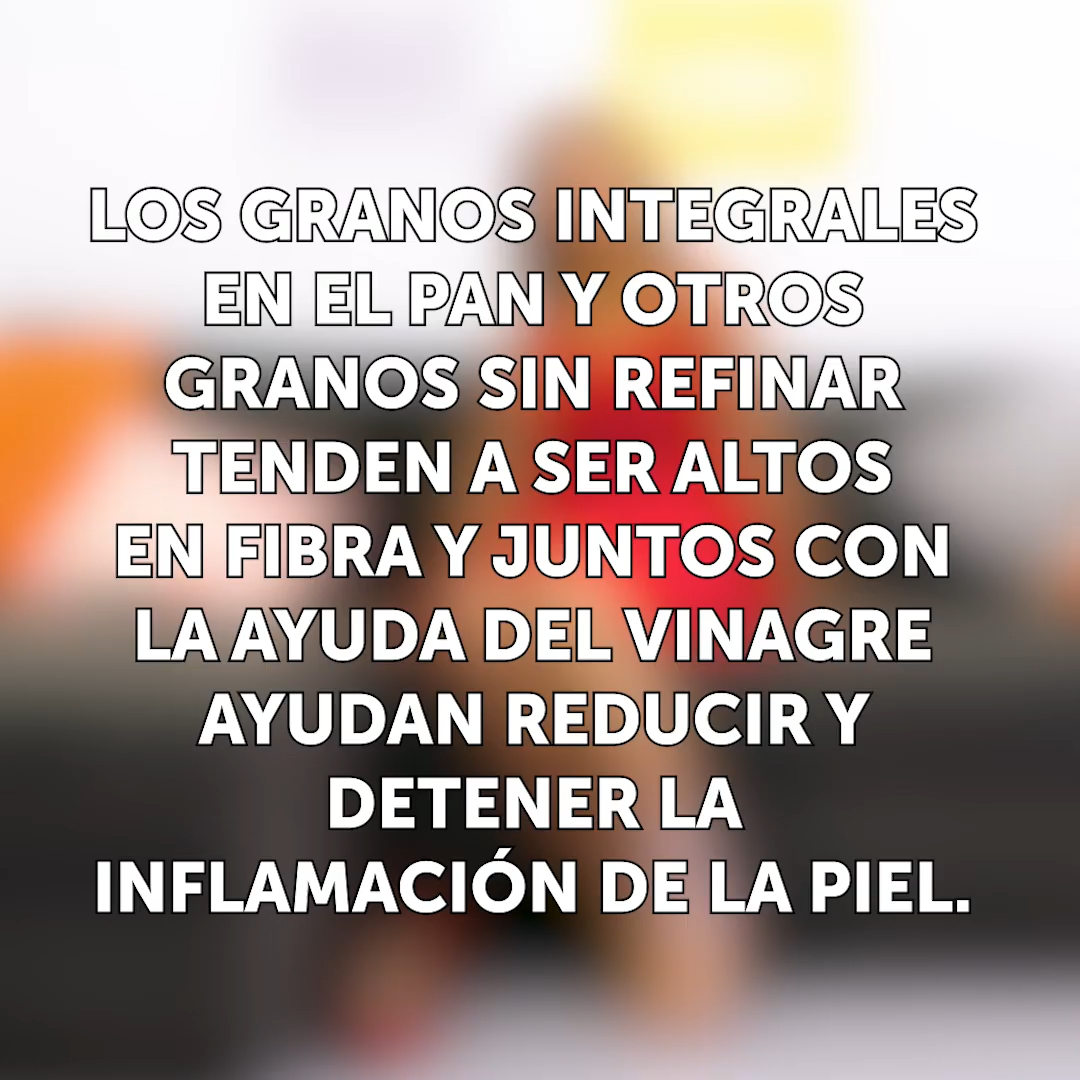 LOS GRANOS INTEGRALES
EN EL PAN Y OTROS
GRANOS SIN REFINAR
TENDEN A SER ALTOS
EN FIBRA Y JUNTOS CON
LA AYUDA DEL VINAGRE
AYUDAN REDUCIR Y
DETENER LA
INFLAMACIÓN DE LA PIEL.